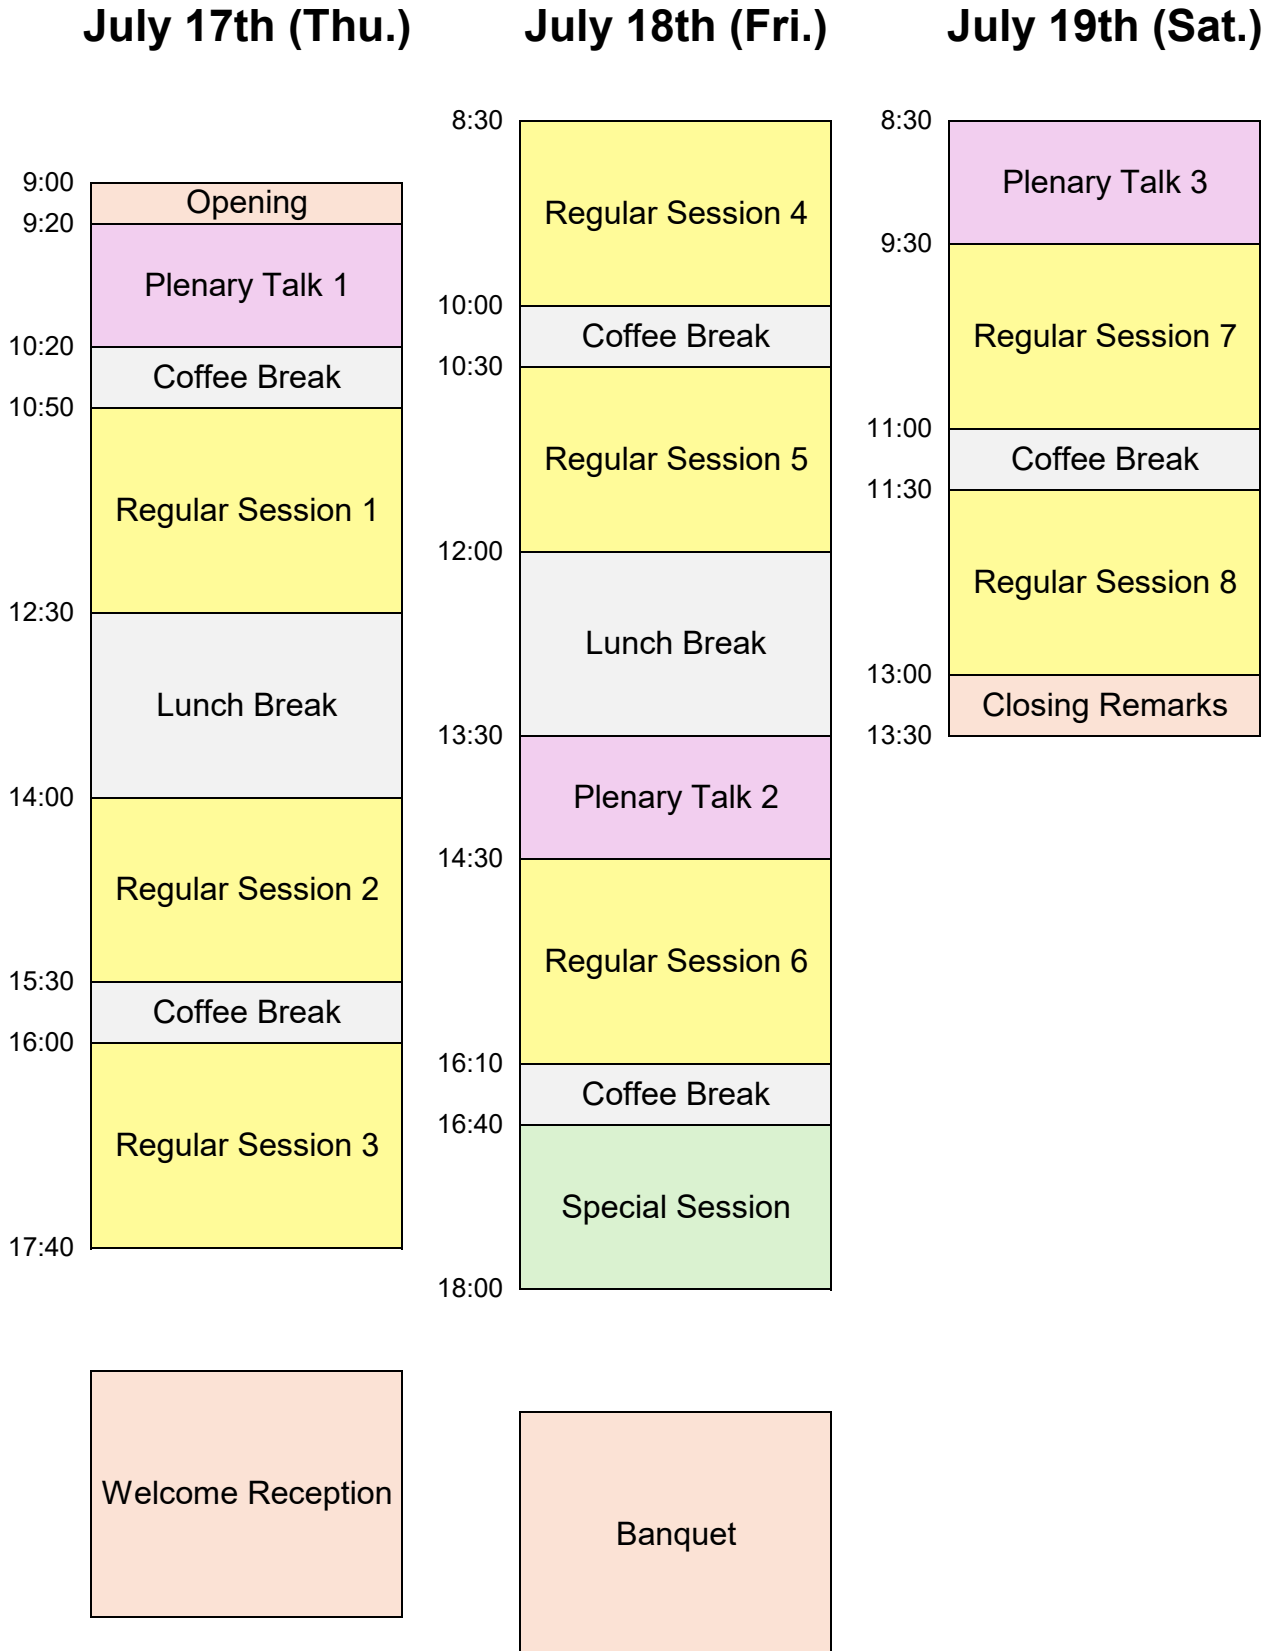 July 17th (Thu.)
9:00
Opening
9:20
Plenary Talk 1
10:20
Coffee Break
10:50
Regular Session 1
12:30
Lunch Break
14:00
Regular Session 2
15:30
Coffee Break
16:00
Regular Session 3
17:40
Welcome Reception
July 18th (Fri.)
8:30
Regular Session 4
10:00
Coffee Break
10:30
Regular Session 5
12:00
Lunch Break
13:30
Plenary Talk 2
14:30
Regular Session 6
16:10
Coffee Break
16:40
Special Session
18:00
Banquet
July 19th (Sat.)
8:30
Plenary Talk 3
9:30
Regular Session 7
11:00
Coffee Break
11:30
Regular Session 8
13:00
Closing Remarks
13:30